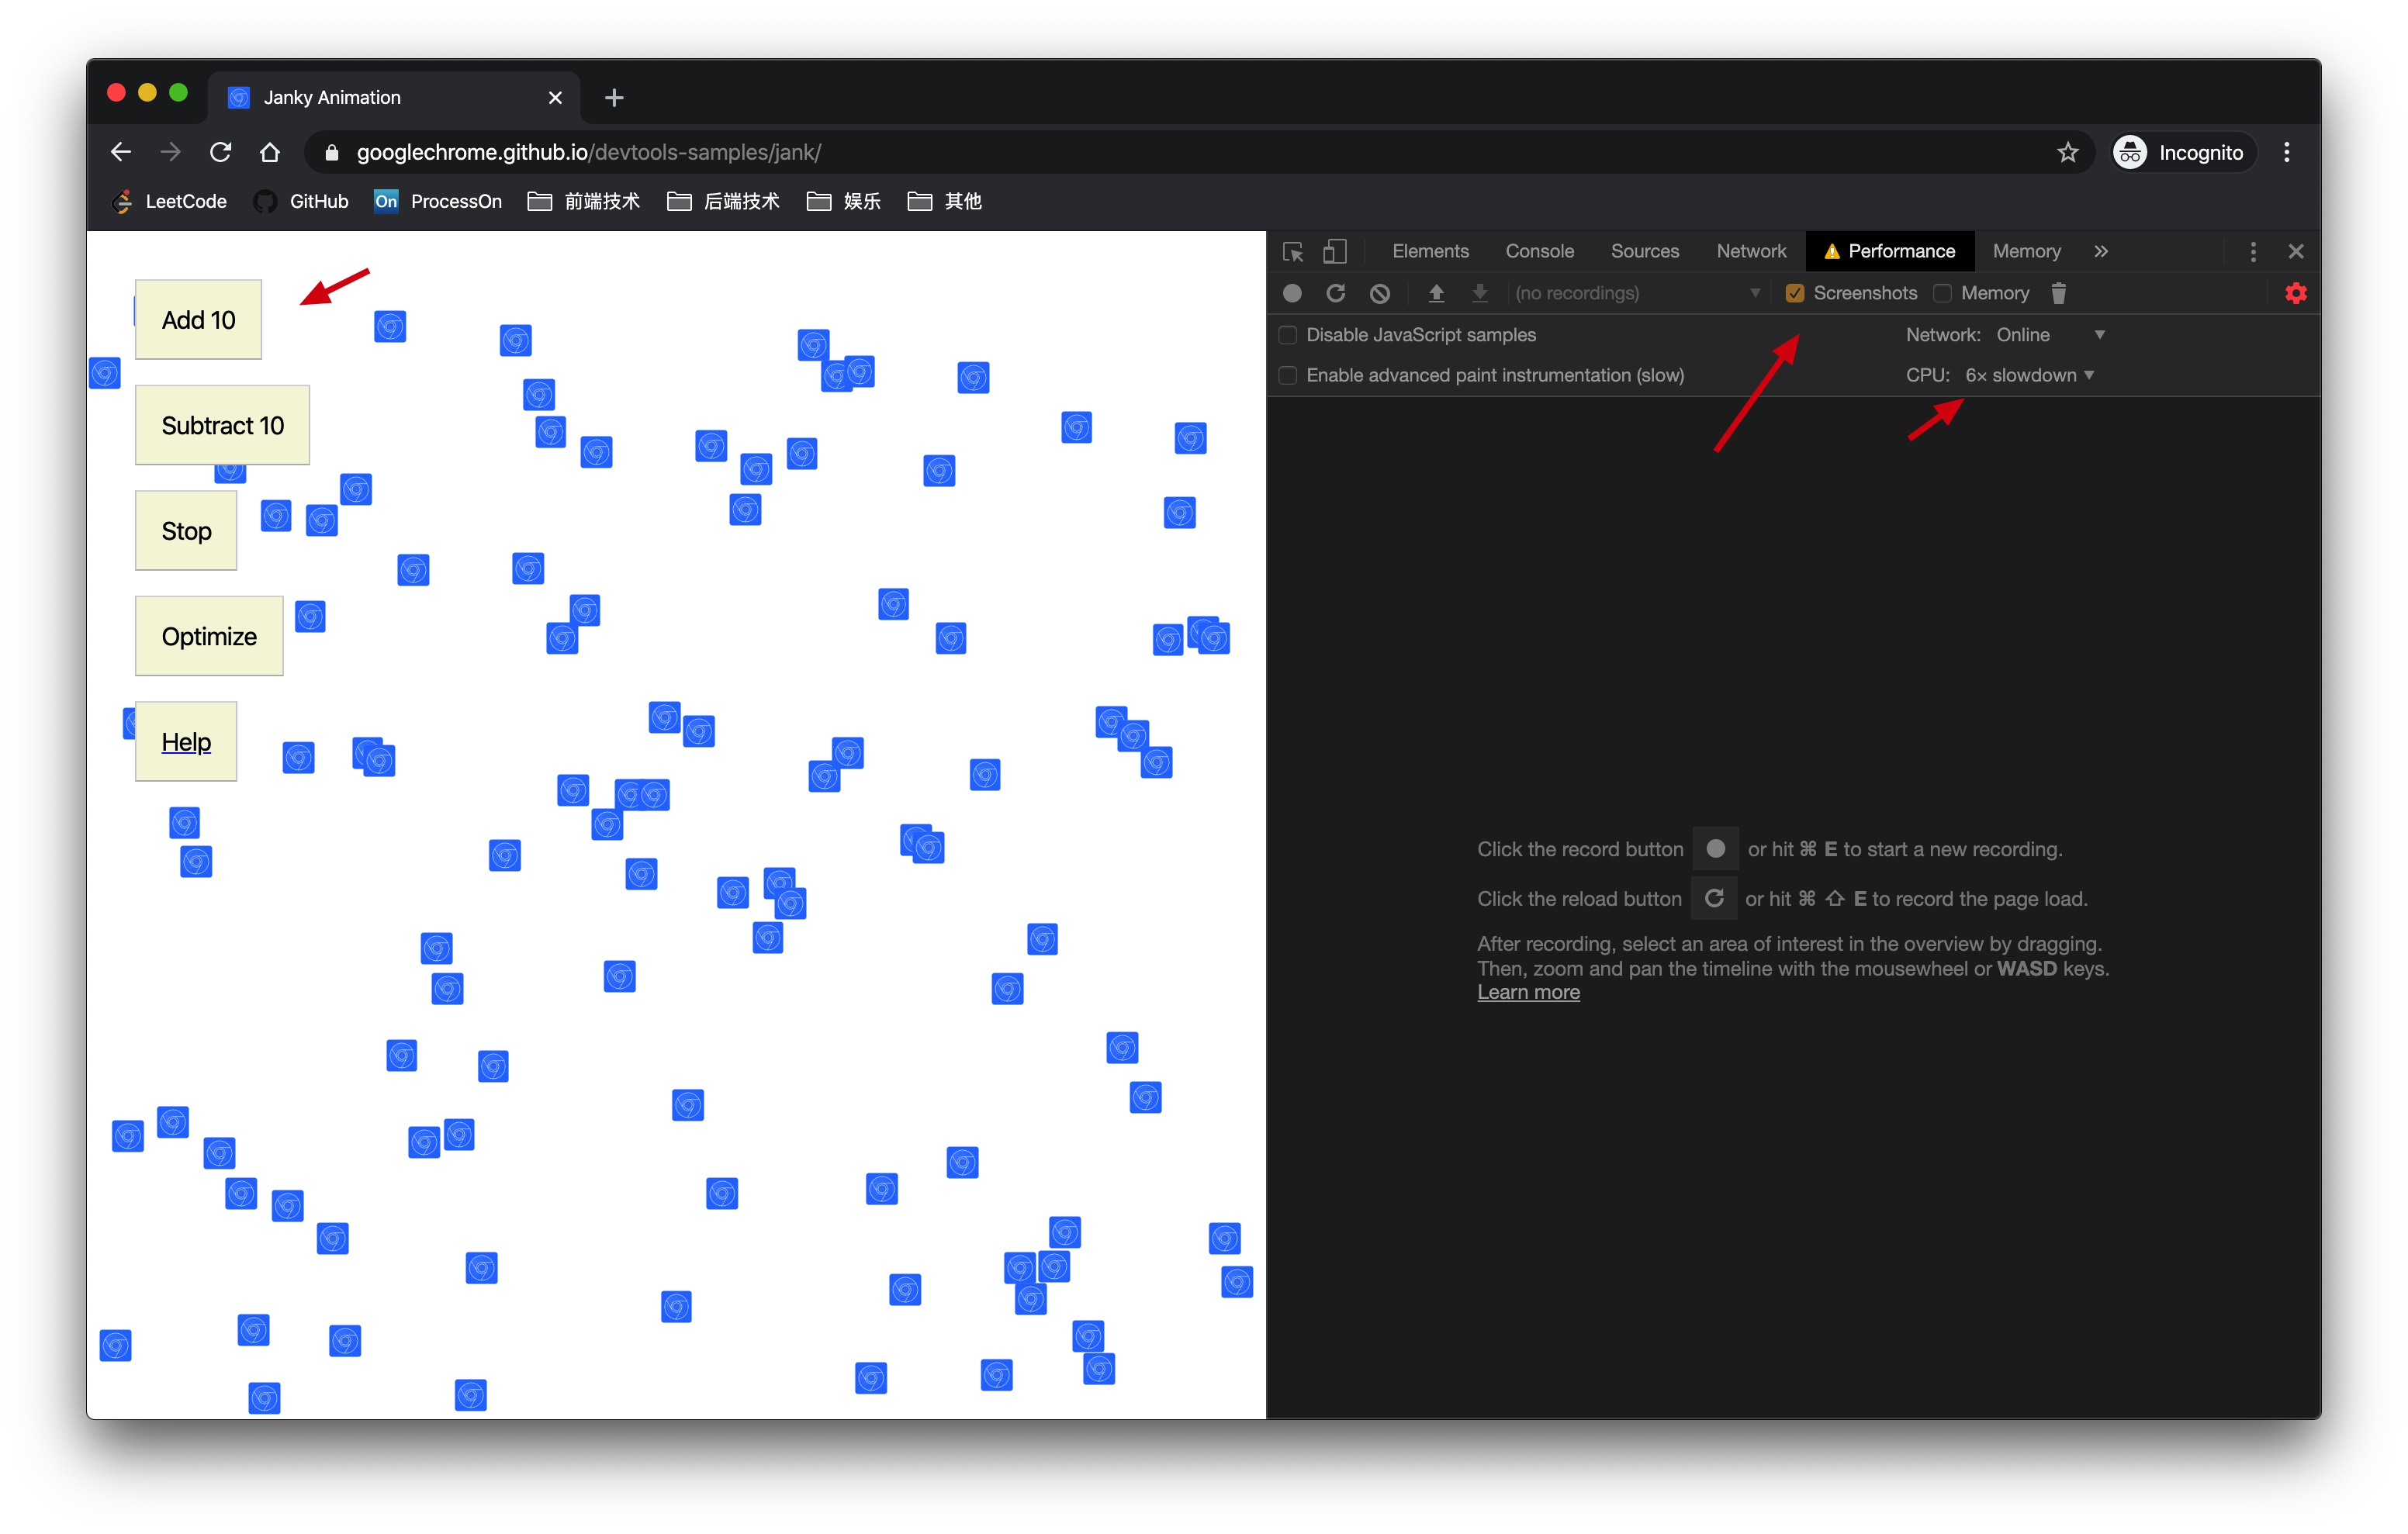 Janky Animation
googlechrome.github.io/devtools-samples/jank/
Incognito
LeetCode GitHub On ProcessOn 前端技术 后端技术 娱乐 其他
Elements Console Sources Network Performance Memory
(no recordings) Screenshots Memory
Disable JavaScript samples Network: Online
Enable advanced paint instrumentation (slow) CPU: 6× slowdown
Add 10
Subtract 10
Stop
Optimize
Help
Click the record button or hit ⌘ E to start a new recording.
Click the reload button or hit ⌘ ⇧ E to record the page load.
After recording, select an area of interest in the overview by dragging.
Then, zoom and pan the timeline with the mousewheel or WASD keys.
Learn more